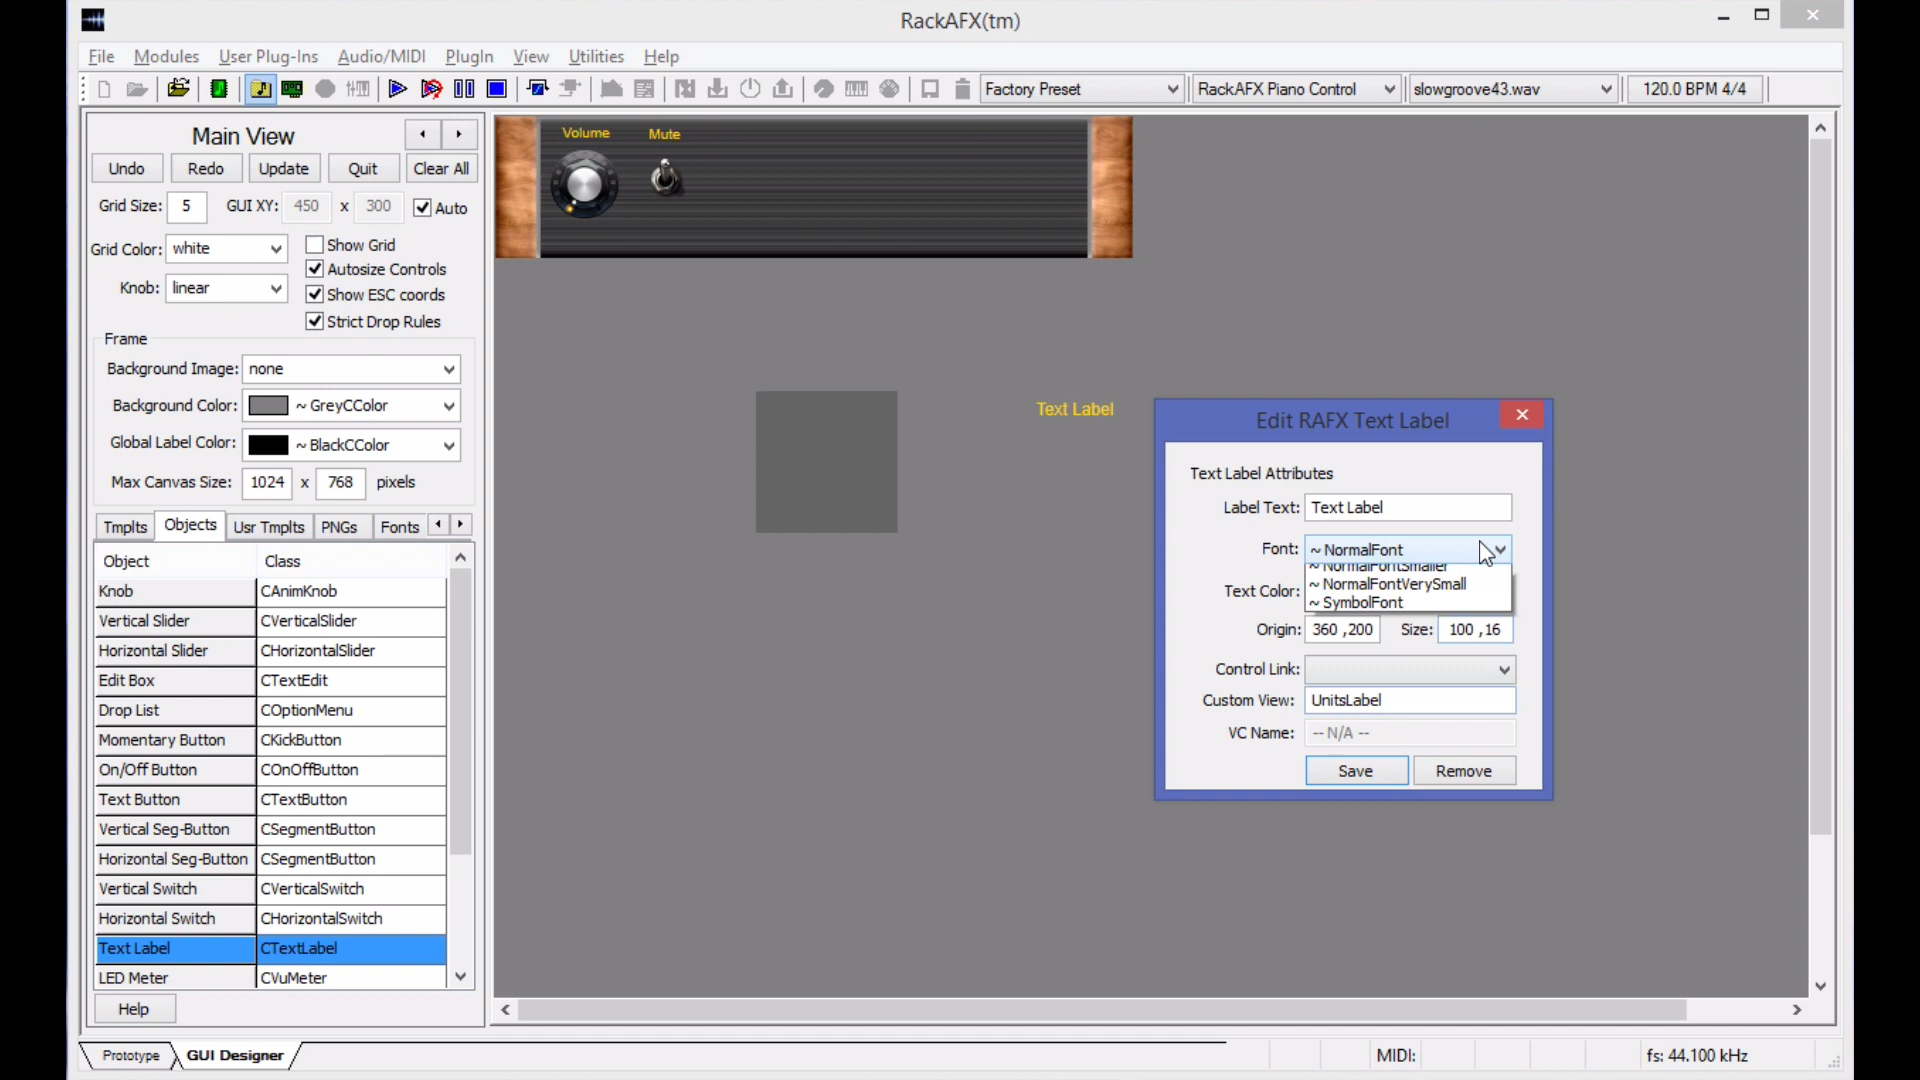 RackAFX(tm)
File Modules User Plug-Ins Audio/MIDI PlugIn View Utilities Help
Factory Preset RackAFX Piano Control slowgroove43.wav 120.0 BPM 4/4
Main View
Undo Redo Update Quit Clear All
Grid Size: 5 GUI XY: 450 x 300 Auto
Grid Color: white Show Grid
Autosize Controls
Knob: linear Show ESC coords
Strict Drop Rules
Frame
Background Image: none
Background Color: ~ GreyCColor
Global Label Color: ~ BlackCColor
Max Canvas Size: 1024 x 768 pixels
Tmplts Objects Usr Tmplts PNGs Fonts
Object Class
Knob CAnimKnob
Vertical Slider CVerticalSlider
Horizontal Slider CHorizontalSlider
Edit Box CTextEdit
Drop List COptionMenu
Momentary Button CKickButton
On/Off Button COnOffButton
Text Button CTextButton
Vertical Seg-Button CSegmentButton
Horizontal Seg-Button CSegmentButton
Vertical Switch CVerticalSwitch
Horizontal Switch CHorizontalSwitch
Text Label CTextLabel
LED Meter CVuMeter
Help
Volume Mute
Text Label
Edit RAFX Text Label
Text Label Attributes
Label Text: Text Label
Font: ~ NormalFont
~ NormalFontSmaller
~ NormalFontVerySmall
Text Color:
~ SymbolFont
Origin: 360 ,200 Size: 100 ,16
Control Link:
Custom View: UnitsLabel
VC Name: -- N/A --
Save Remove
Prototype GUI Designer MIDI: fs: 44.100 kHz